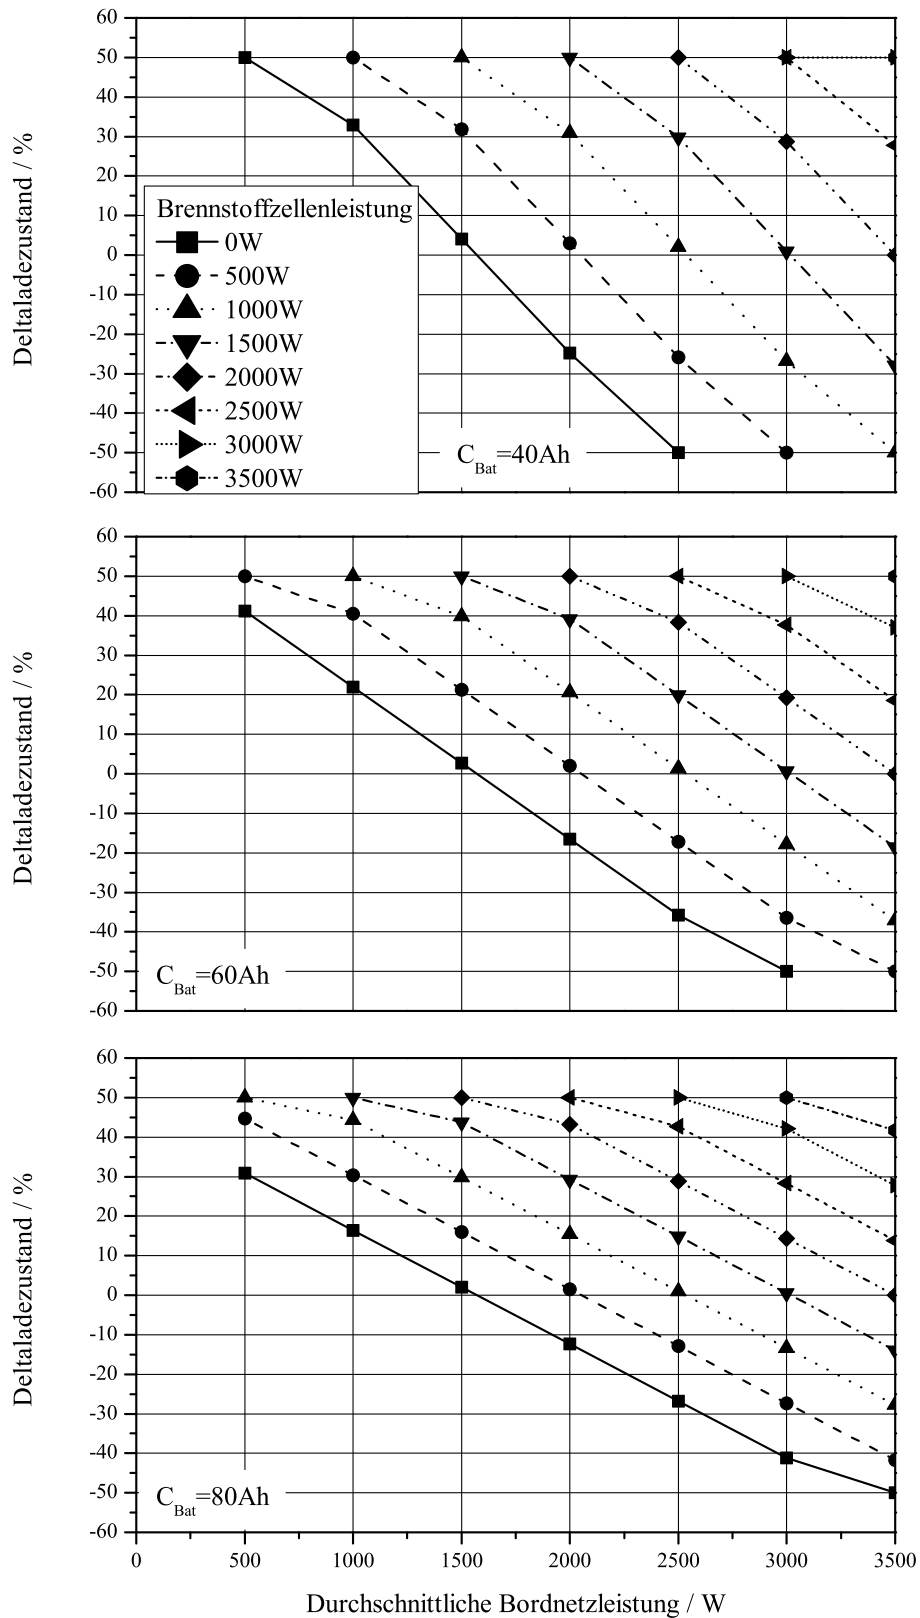 60
50
40
30
20
10
0
-10
-20
-30
-40
-50
-60
Deltaladezustand / %
Brennstoffzellenleistung
0W
500W
1000W
1500W
2000W
2500W
3000W
3500W
CBat=40Ah
60
50
40
30
20
10
0
-10
-20
-30
-40
-50
-60
Deltaladezustand / %
CBat=60Ah
60
50
40
30
20
10
0
-10
-20
-30
-40
-50
-60
Deltaladezustand / %
CBat=80Ah
0 500 1000 1500 2000 2500 3000 3500
Durchschnittliche Bordnetzleistung / W